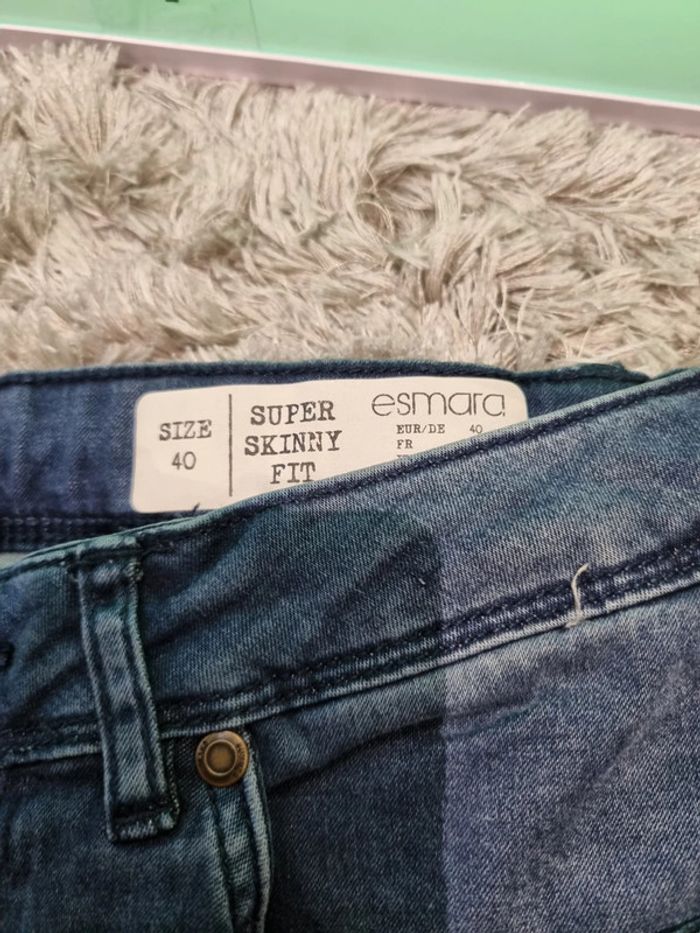 SIZE
40
SUPER
SKINNY
FIT
esmara
EUR/DE 40
FR